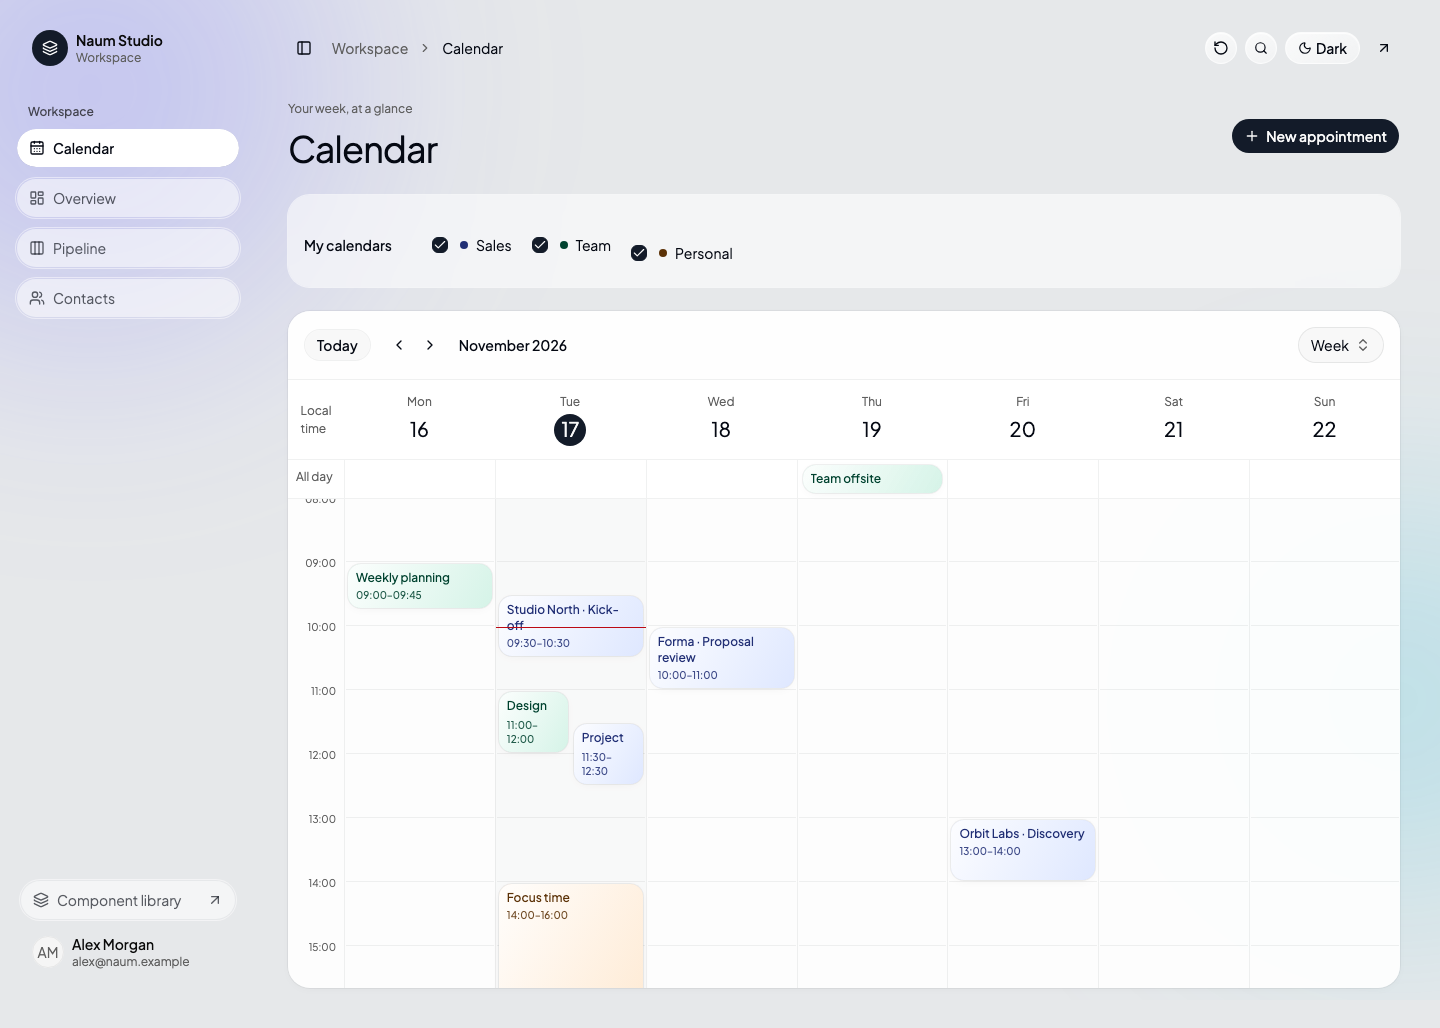 Naum Studio
Workspace
Workspace
Calendar
Overview
Pipeline
Contacts
Component library
AM
Alex Morgan
alex@naum.example
Workspace
Calendar
Dark
Your week, at a glance
Calendar
New appointment
My calendars
Sales
Team
Personal
Today
November 2026
Week
Local
time
Mon
16
Tue
17
Wed
18
Thu
19
Fri
20
Sat
21
Sun
22
All day
Team offsite
08:00
09:00
10:00
11:00
12:00
13:00
14:00
15:00
Weekly planning
09:00–09:45
Studio North · Kick-
off
09:30–10:30
Design
11:00–
12:00
Project
11:30–
12:30
Focus time
14:00–16:00
Forma · Proposal
review
10:00–11:00
Orbit Labs · Discovery
13:00–14:00